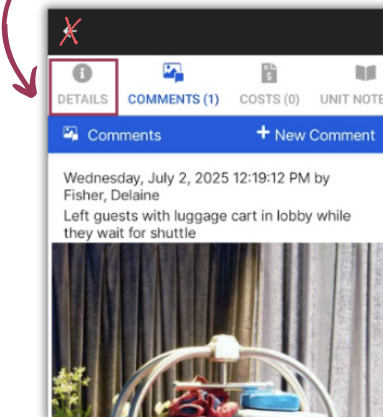 DETAILS COMMENTS (1) COSTS (0) UNIT NOTE
Comments + New Comment
Wednesday, July 2, 2025 12:19:12 PM by
Fisher, Delaine
Left guests with luggage cart in lobby while
they wait for shuttle